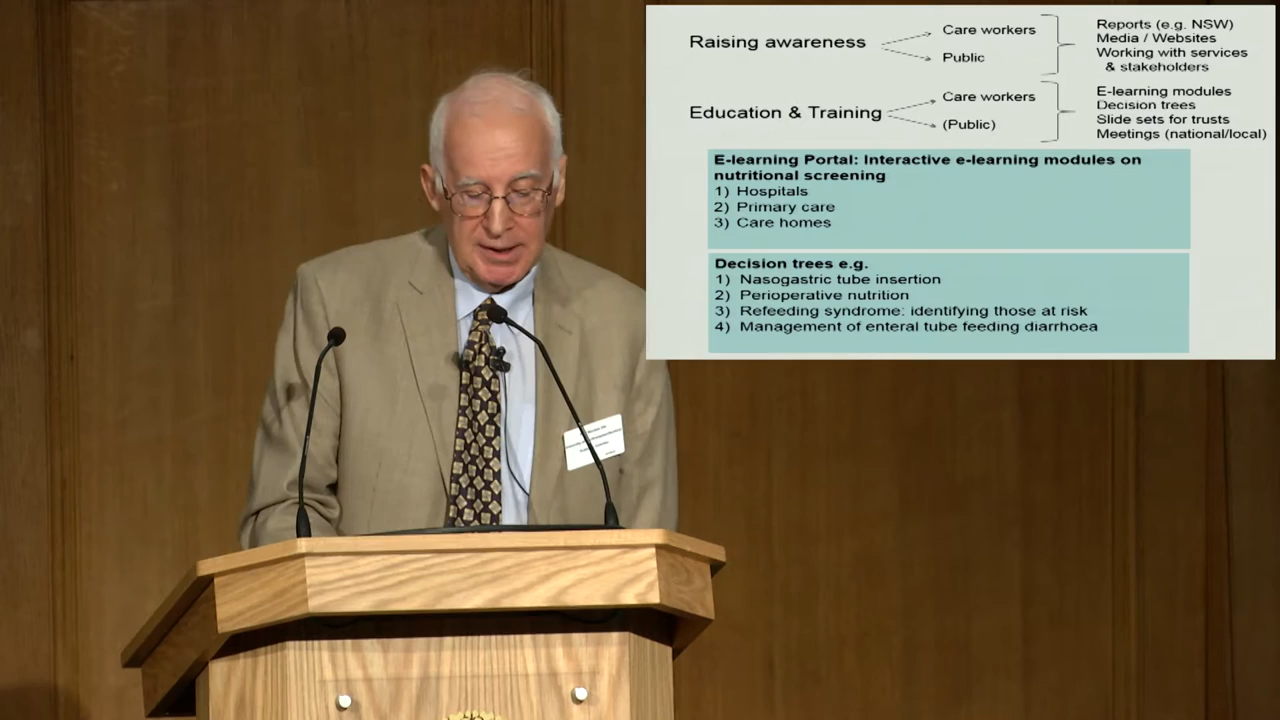 Raising awareness
Care workers
Public
Reports (e.g. NSW)
Media / Websites
Working with services
& stakeholders
Education & Training
Care workers
(Public)
E-learning modules
Decision trees
Slide sets for trusts
Meetings (national/local)
E-learning Portal: Interactive e-learning modules on
nutritional screening
1) Hospitals
2) Primary care
3) Care homes
Decision trees e.g.
1) Nasogastric tube insertion
2) Perioperative nutrition
3) Refeeding syndrome: identifying those at risk
4) Management of enteral tube feeding diarrhoea